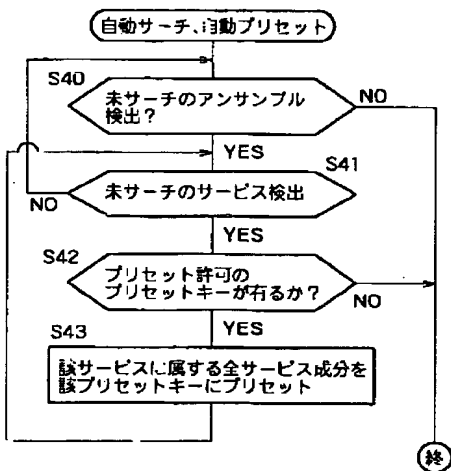 自動サーチ、自動プリセット
S40
未サーチのアンサンブル
検出?
NO
YES
S41
未サーチのサービス検出
NO
YES
S42
プリセット許可の
プリセットキーが有るか?
NO
YES
S43
該サービスに属する全サービス成分を
該プリセットキーにプリセット
終